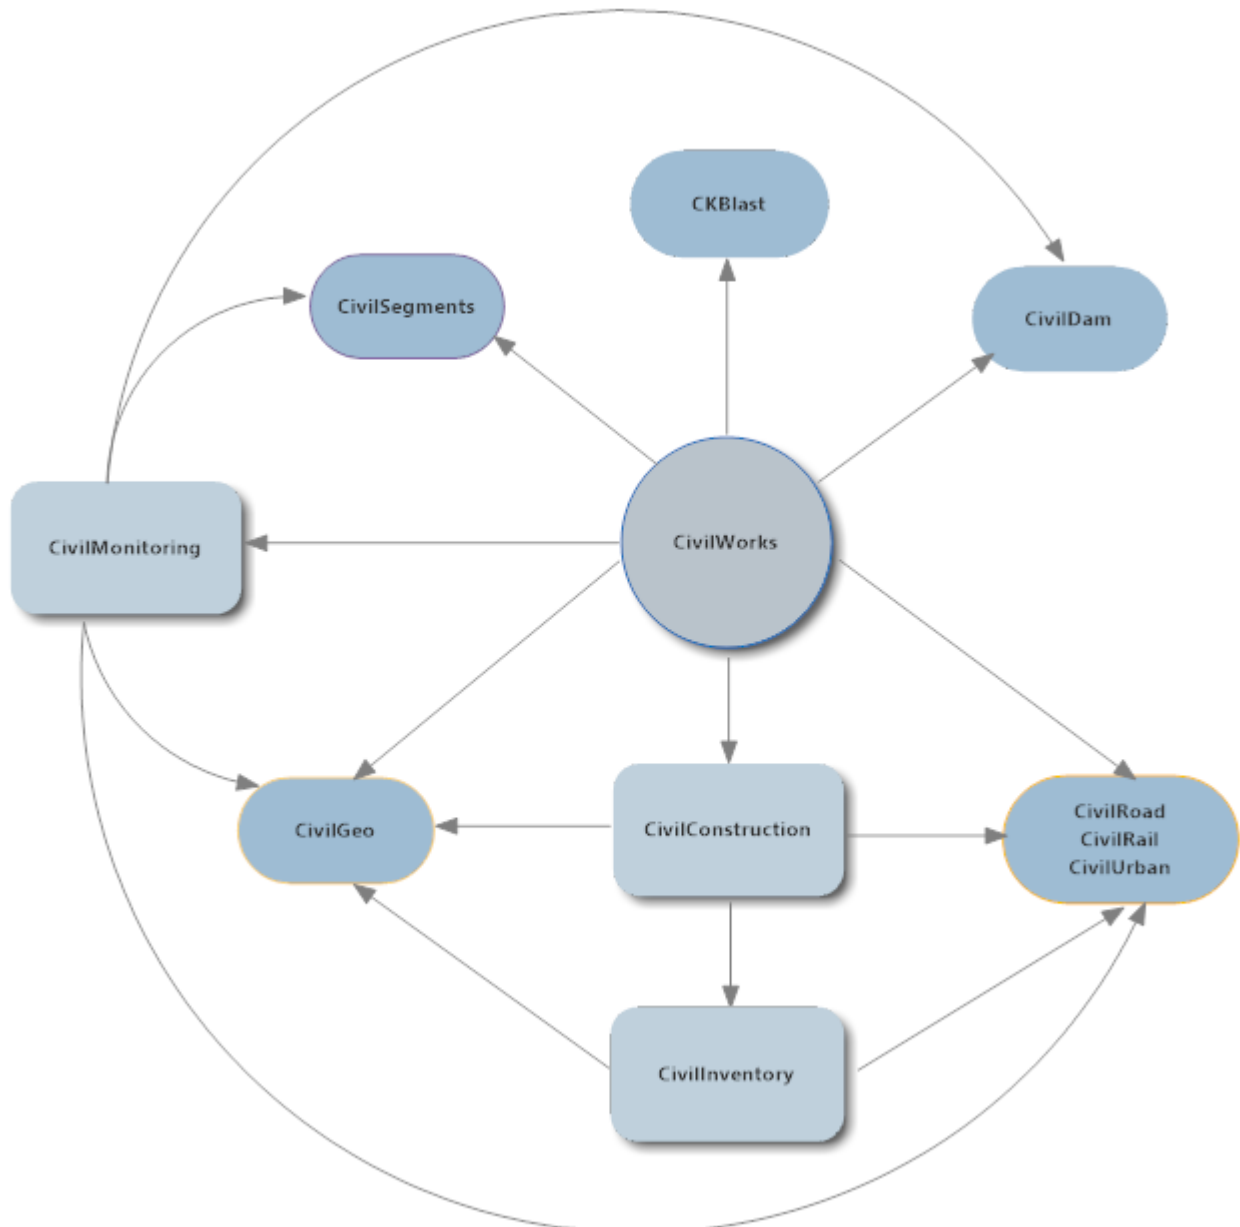 CKBlast
CivilSegments
CivilDam
CivilMonitoring
CivilWorks
CivilGeo
CivilConstruction
CivilRoad
CivilRail
CivilUrban
CivilInventory